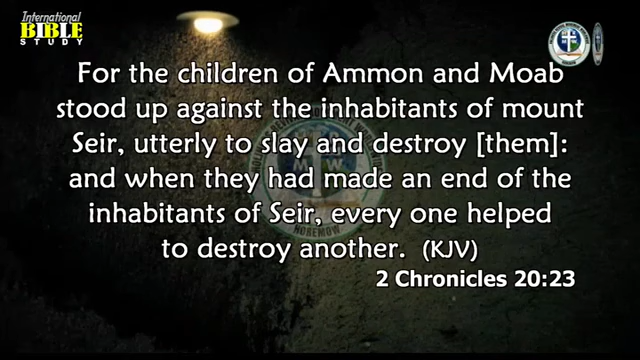 International
BIBLE
STUDY
For the children of Ammon and Moab
stood up against the inhabitants of mount
Seir, utterly to slay and destroy [them]:
and when they had made an end of the
inhabitants of Seir, every one helped
to destroy another. (KJV)
2 Chronicles 20:23
HOREMOW